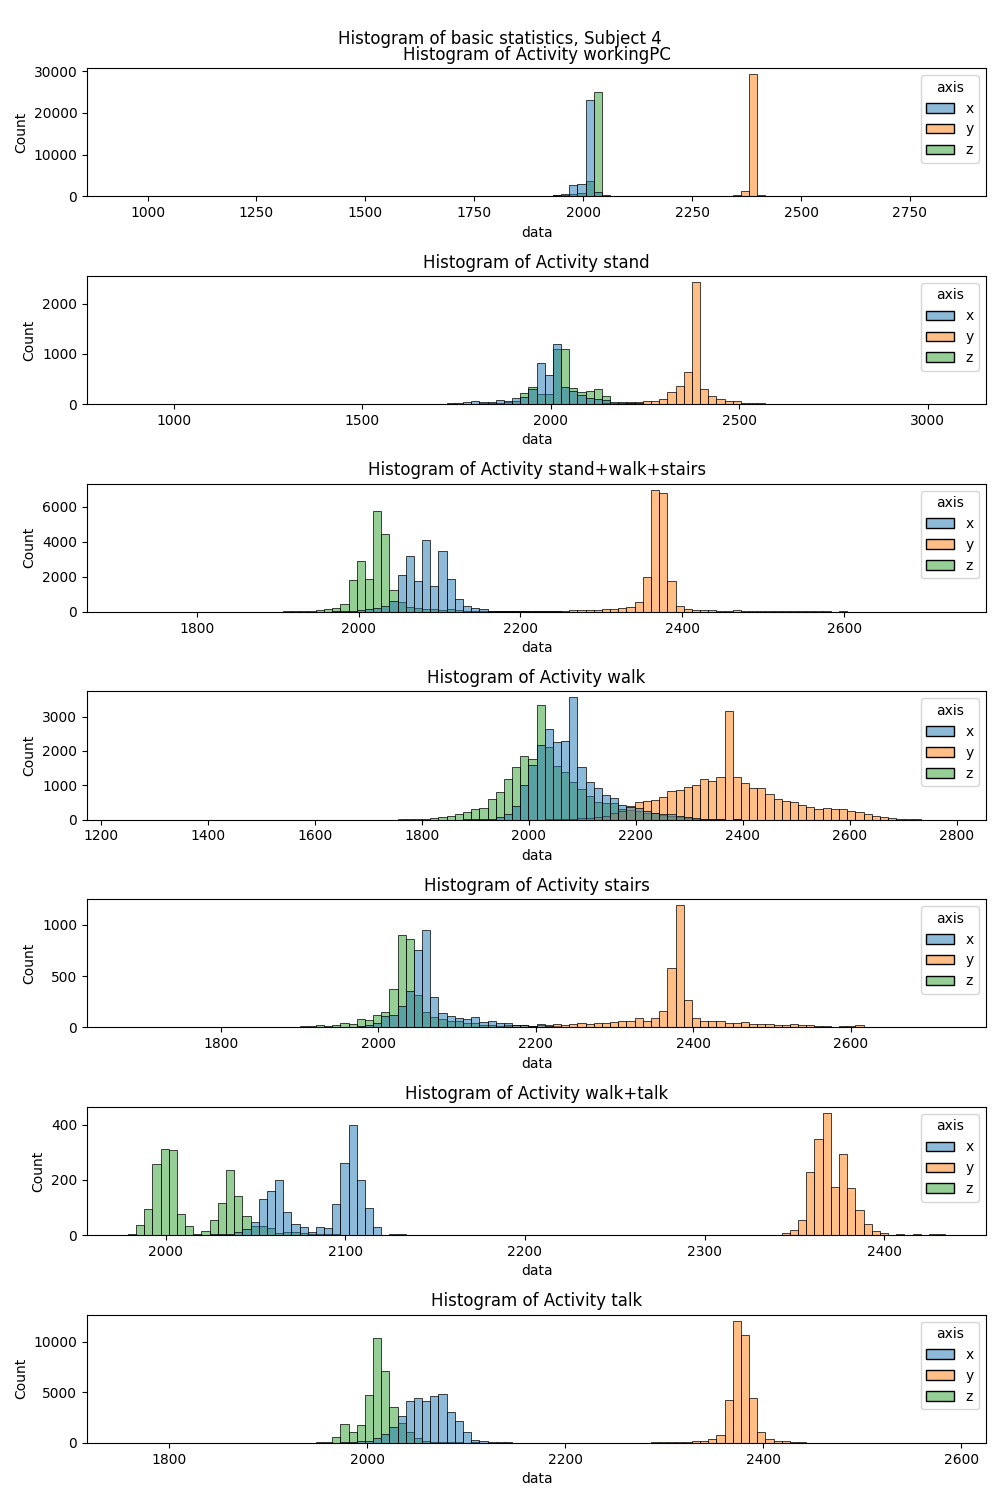 Histogram of basic statistics, Subject 4
Histogram of Activity workingPC
30000
20000
10000
0
Count
axis
x
y
z
1000 1250 1500 1750 2000 2250 2500 2750
data
Histogram of Activity stand
2000
1000
0
Count
axis
x
y
z
1000 1500 2000 2500 3000
data
Histogram of Activity stand+walk+stairs
6000
4000
2000
0
Count
axis
x
y
z
1800 2000 2200 2400 2600
data
Histogram of Activity walk
3000
2000
1000
0
Count
axis
x
y
z
1200 1400 1600 1800 2000 2200 2400 2600 2800
data
Histogram of Activity stairs
1000
500
0
Count
axis
x
y
z
1800 2000 2200 2400 2600
data
Histogram of Activity walk+talk
400
200
0
Count
axis
x
y
z
2000 2100 2200 2300 2400
data
Histogram of Activity talk
10000
5000
0
Count
axis
x
y
z
1800 2000 2200 2400 2600
data